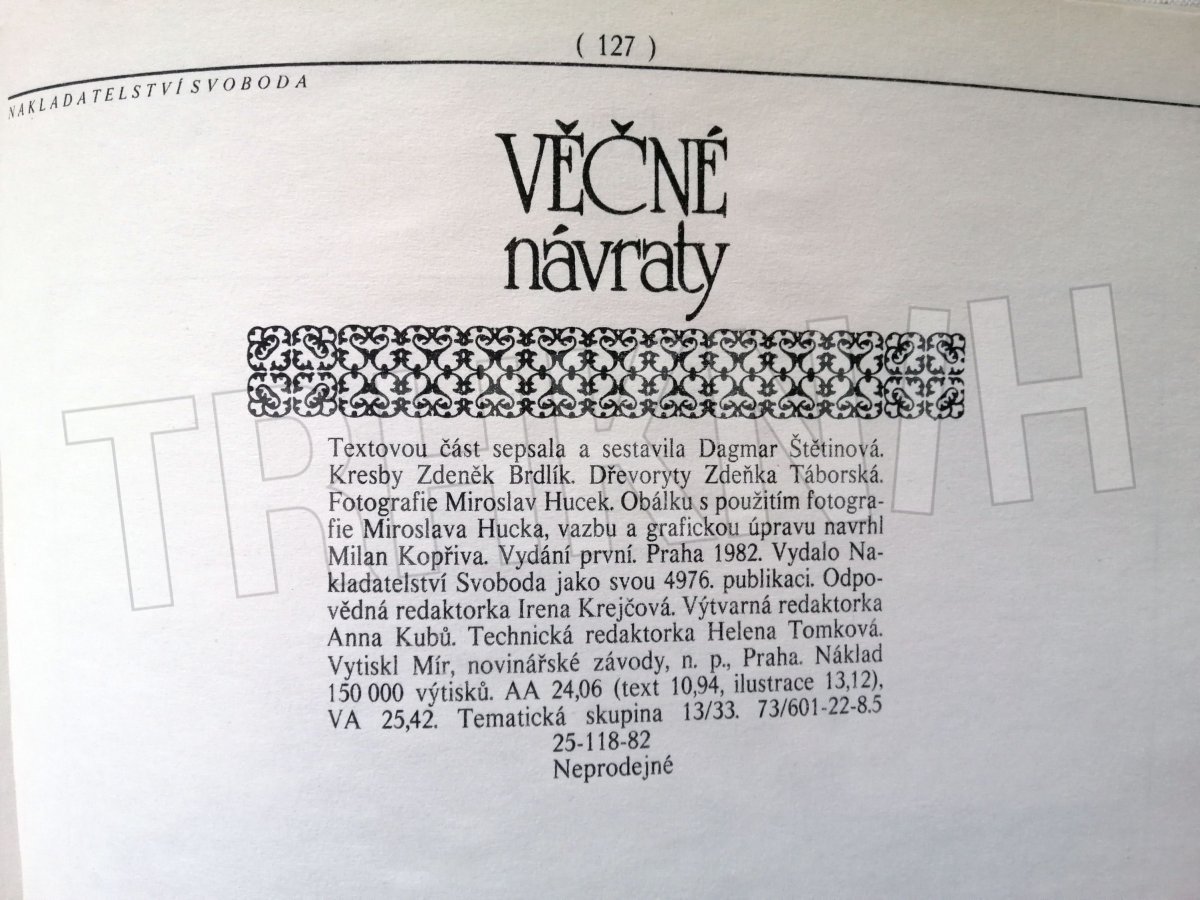 ( 127 )
NAKLADATELSTVÍ SVOBODA
VĚČNÉ
návraty
Textovou část sepsala a sestavila Dagmar Štětinová.
Kresby Zdeněk Brdlík. Dřevoryty Zdeňka Táborská.
Fotografie Miroslav Hucek. Obálku s použitím fotogra-
fie Miroslava Hucka, vazbu a grafickou úpravu navrhl
Milan Kopřiva. Vydání první. Praha 1982. Vydalo Na-
kladatelství Svoboda jako svou 4976. publikaci. Odpo-
vědná redaktorka Irena Krejčová. Výtvarná redaktorka
Anna Kubů. Technická redaktorka Helena Tomková.
Vytiskl Mír, novinářské závody, n. p., Praha. Náklad
150 000 výtisků. AA 24,06 (text 10,94, ilustrace 13,12),
VA 25,42. Tematická skupina 13/33. 73/601-22-8.5
25-118-82
Neprodejné